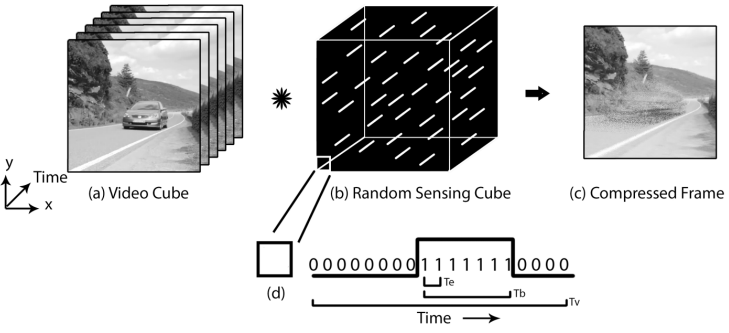 y
Time
x
(a) Video Cube
(b) Random Sensing Cube
(c) Compressed Frame
(d)
0 0 0 0 0 0 0 0 1 1 1 1 1 1 1 0 0 0 0
Te
Tb
Tv
Time